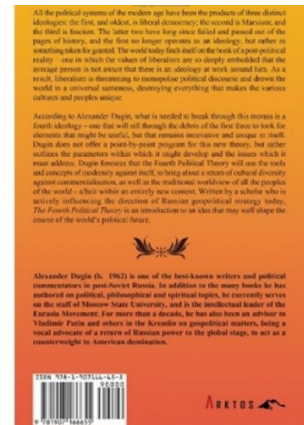 All the political systems of the modern age have been the products of three distinct
ideologies: the first, and oldest, is liberal democracy; the second is Marxism; and
the third is fascism. The latter two have long since failed and passed out of the
pages of history, and the first no longer operates as an ideology, but rather as
something taken for granted. The world today finds itself on the brink of a post-political
reality – one in which the values of liberalism are so deeply embedded that the
average person is not aware that there is an ideology at work around him. As a
result, liberalism is threatening to monopolise political discourse and drown the
world in a universal sameness, destroying everything that makes the various
cultures and peoples unique.
According to Alexander Dugin, what is needed to break through this morass is a
fourth ideology – one that will sift through the debris of the first three to look for
elements that might be useful, but that remains innovative and unique in itself.
Dugin does not offer a point-by-point program for this new theory, but rather
outlines the parameters within which it might develop and the issues which it
must address. Dugin foresees that the Fourth Political Theory will use the tools
and concepts of modernity against itself, to bring about a return of cultural diversity
against commercialisation, as well as the traditional worldview of all the peoples
of the world – albeit within an entirely new context. Written by a scholar who is
actively influencing the direction of Russian geopolitical strategy today,
The Fourth Political Theory is an introduction to an idea that may well shape the
course of the world's political future.
Alexander Dugin (b. 1962) is one of the best-known writers and political
commentators in post-Soviet Russia. In addition to the many books he has
authored on political, philosophical and spiritual topics, he currently serves
on the staff of Moscow State University, and is the intellectual leader of the
Eurasia Movement. For more than a decade, he has also been an advisor to
Vladimir Putin and others in the Kremlin on geopolitical matters, being a
vocal advocate of a return of Russian power to the global stage, to act as a
counterweight to American domination.
ISBN 978-1-907166-65-5
90000
9 781907 166655
ARKTOS